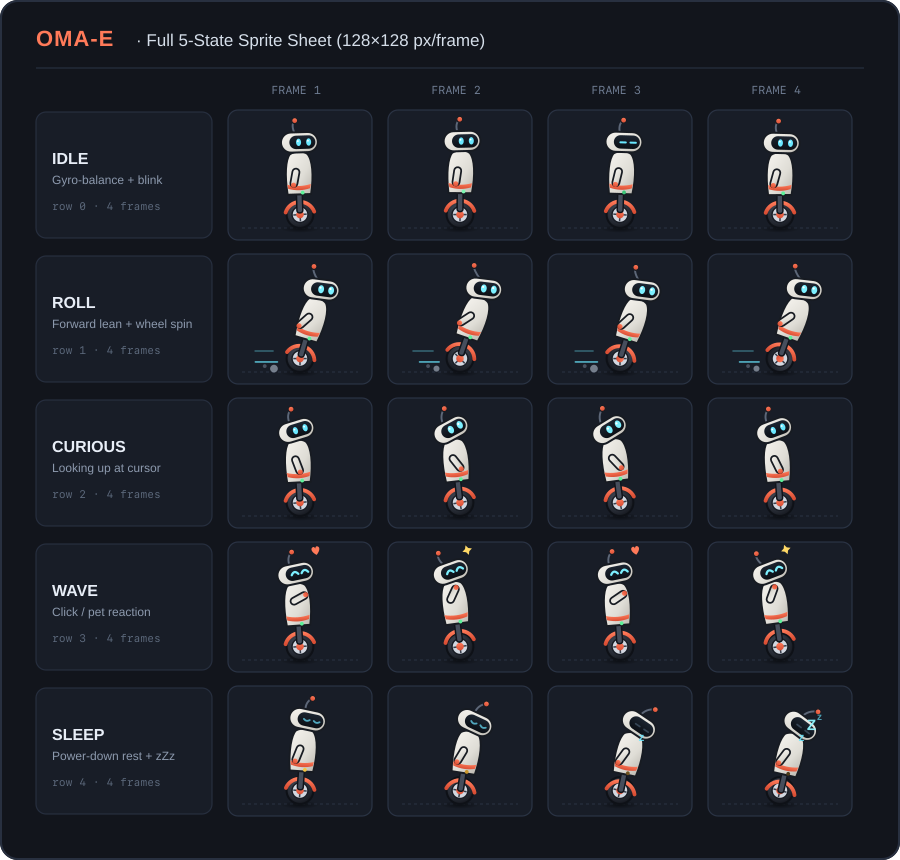 OMA-E · Full 5-State Sprite Sheet (128×128 px/frame)
FRAME 1 FRAME 2 FRAME 3 FRAME 4
IDLE
Gyro-balance + blink
row 0 · 4 frames
ROLL
Forward lean + wheel spin
row 1 · 4 frames
CURIOUS
Looking up at cursor
row 2 · 4 frames
WAVE
Click / pet reaction
row 3 · 4 frames
SLEEP
Power-down rest + zZz
row 4 · 4 frames
z
z
Z
z